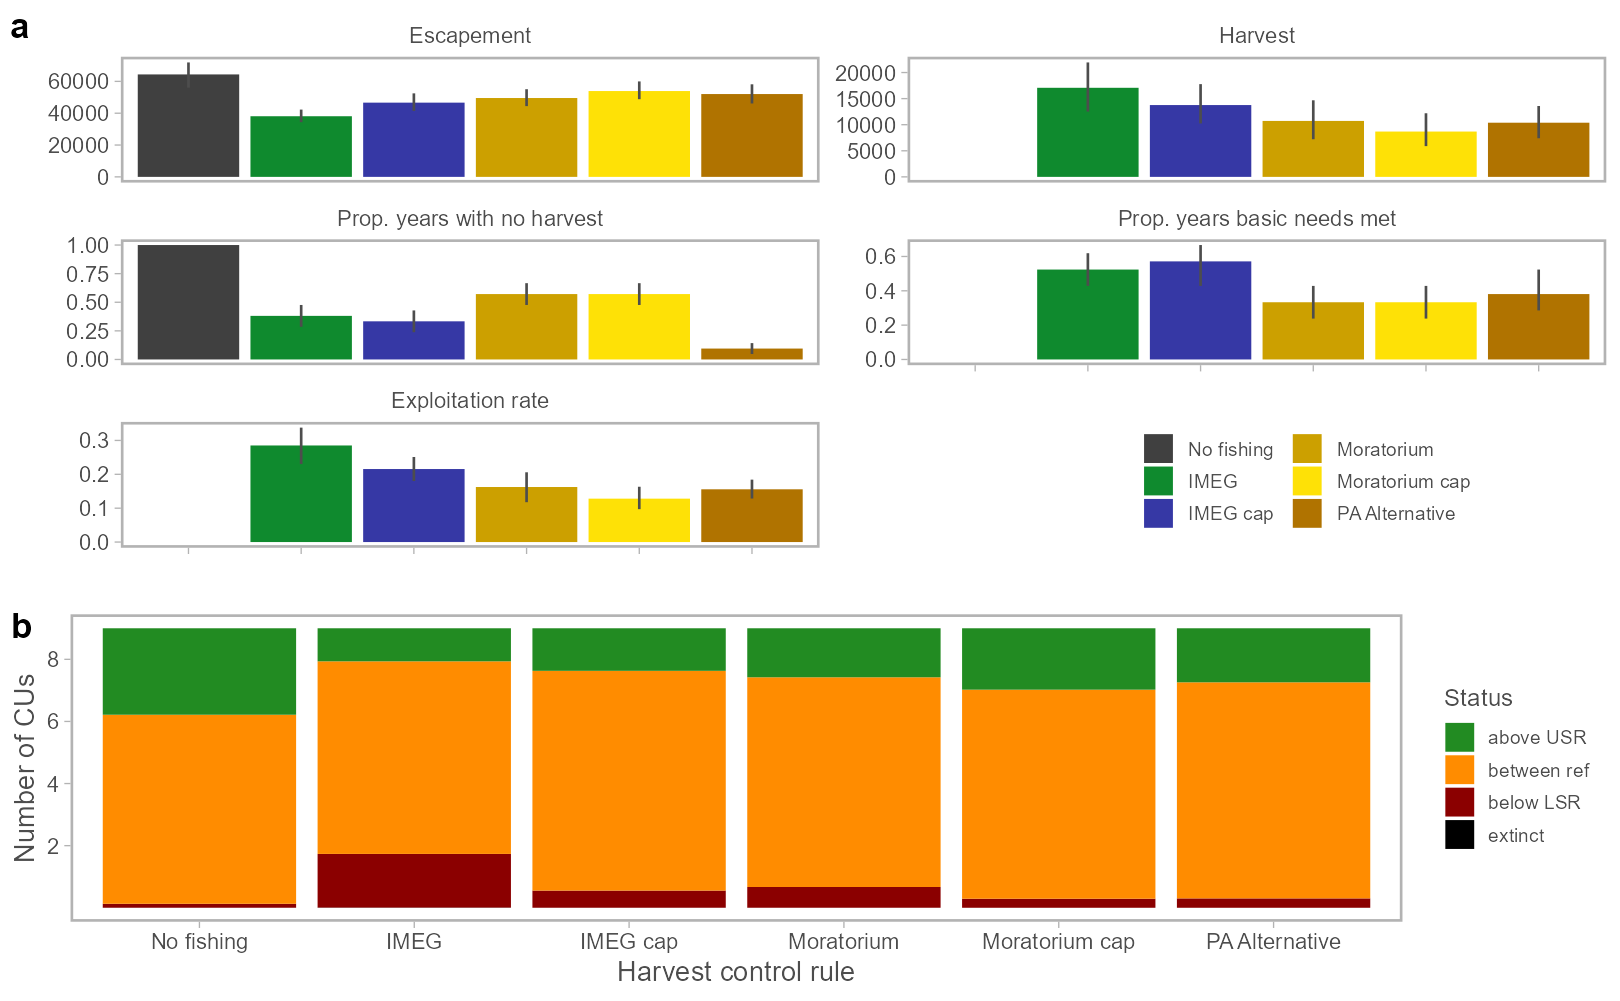 a
Escapement
60000
40000
20000
0
Harvest
20000
15000
10000
5000
0
Prop. years with no harvest
1.00
0.75
0.50
0.25
0.00
Prop. years basic needs met
0.6
0.4
0.2
0.0
Exploitation rate
0.3
0.2
0.1
0.0
No fishing
IMEG
IMEG cap
Moratorium
Moratorium cap
PA Alternative
b
Number of CUs
8
6
4
2
No fishing
IMEG
IMEG cap
Moratorium
Moratorium cap
PA Alternative
Harvest control rule
Status
above USR
between ref
below LSR
extinct